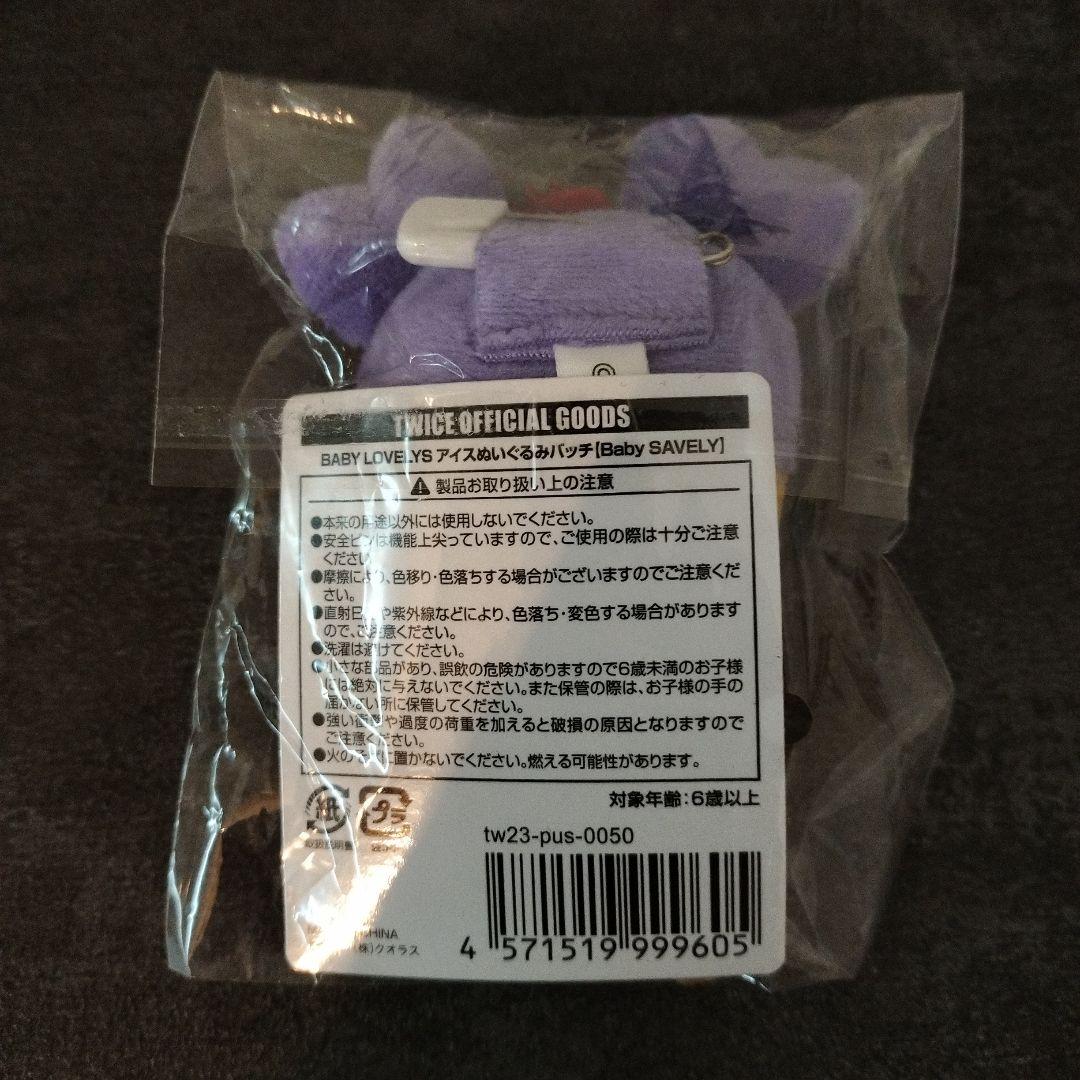 TWICE OFFICIAL GOODS
BABY LOVELYS アイスぬいぐるみバッチ【Baby SAVELY】
製品お取り扱い上の注意
●本来の用途以外には使用しないでください。
●安全ピンは機能上尖っていますので、ご使用の際は十分ご注意
ください。
●摩擦により、色移り・色落ちする場合がございますのでご注意くだ
さい。
●直射日光や紫外線などにより、色落ち・変色する場合があります
ので、ご注意ください。
●洗濯は避けてください。
●小さな部品があり、誤飲の危険がありますので6歳未満のお子様
には絶対に与えないでください。また保管の際は、お子様の手の
届かない所に保管してください。
●強い衝撃や過度の荷重を加えると破損の原因となりますので
ご注意ください。
●火のそばに置かないでください。燃える可能性があります。
対象年齢:6歳以上
紙
プラ
取扱説明書
tw23-pus-0050
CHINA
(株)クオラス
4 571519 999605